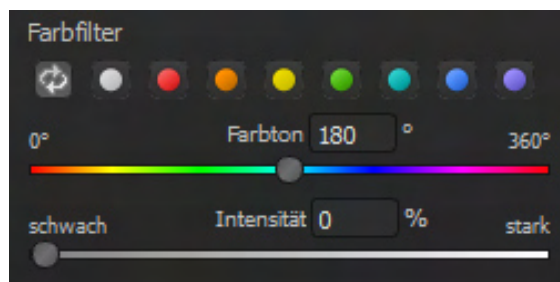 Farbfilter
0° Farbton 180 ° 360°
schwach Intensität 0 % stark